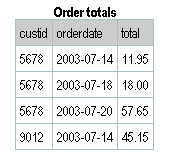 Order totals
custid orderdate total
5678 2003-07-14 11.95
5678 2003-07-18 18.00
5678 2003-07-20 57.65
9012 2003-07-14 45.15